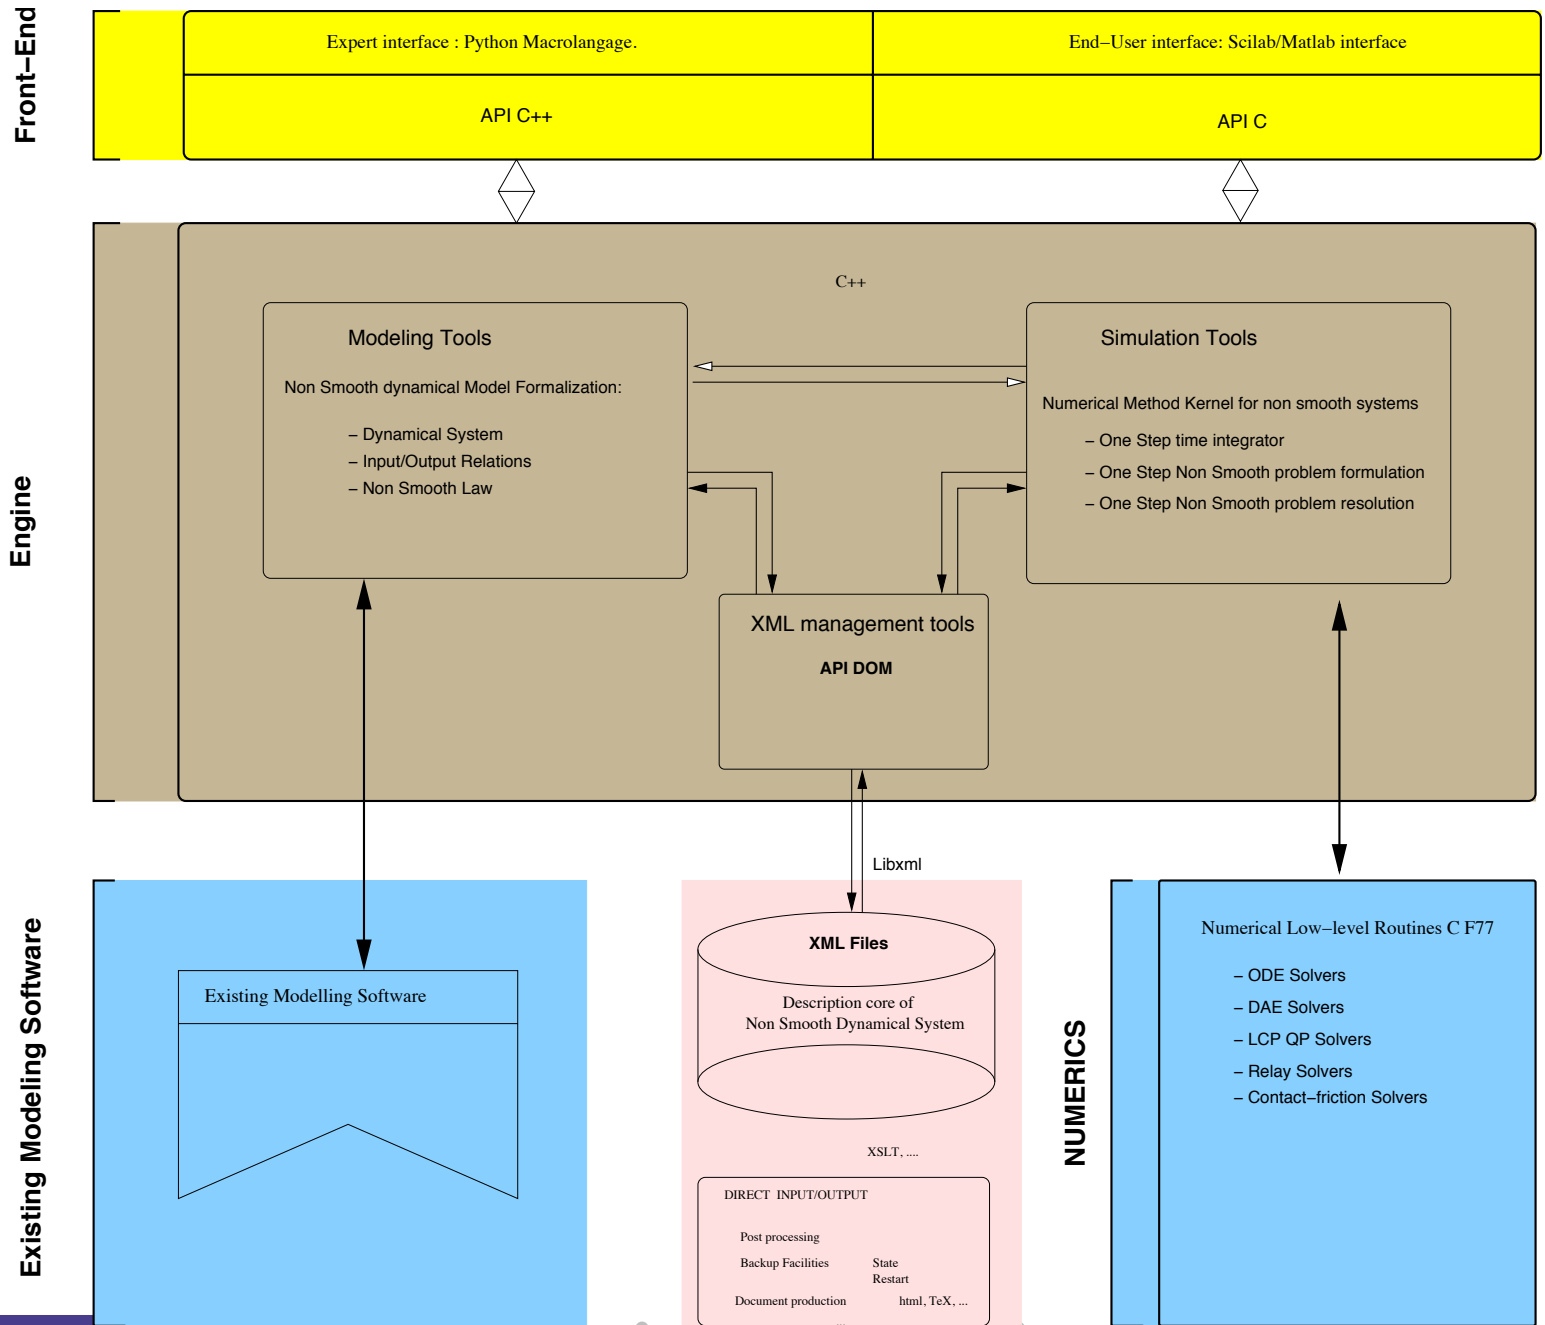 Front−End
Expert interface : Python Macrolangage.
End−User interface: Scilab/Matlab interface
API C++
API C
Engine
C++
Modeling Tools
Non Smooth dynamical Model Formalization:
− Dynamical System
− Input/Output Relations
− Non Smooth Law
Simulation Tools
Numerical Method Kernel for non smooth systems
− One Step time integrator
− One Step Non Smooth problem formulation
− One Step Non Smooth problem resolution
XML management tools
API DOM
Libxml
Existing Modeling Software
Existing Modelling Software
XML Files
Description core of
Non Smooth Dynamical System
XSLT, ....
DIRECT INPUT/OUTPUT
Post processing
Backup Facilities
State
Restart
Document production
html, TeX, ...
...
NUMERICS
Numerical Low−level Routines C F77
− ODE Solvers
− DAE Solvers
− LCP QP Solvers
− Relay Solvers
− Contact−friction Solvers